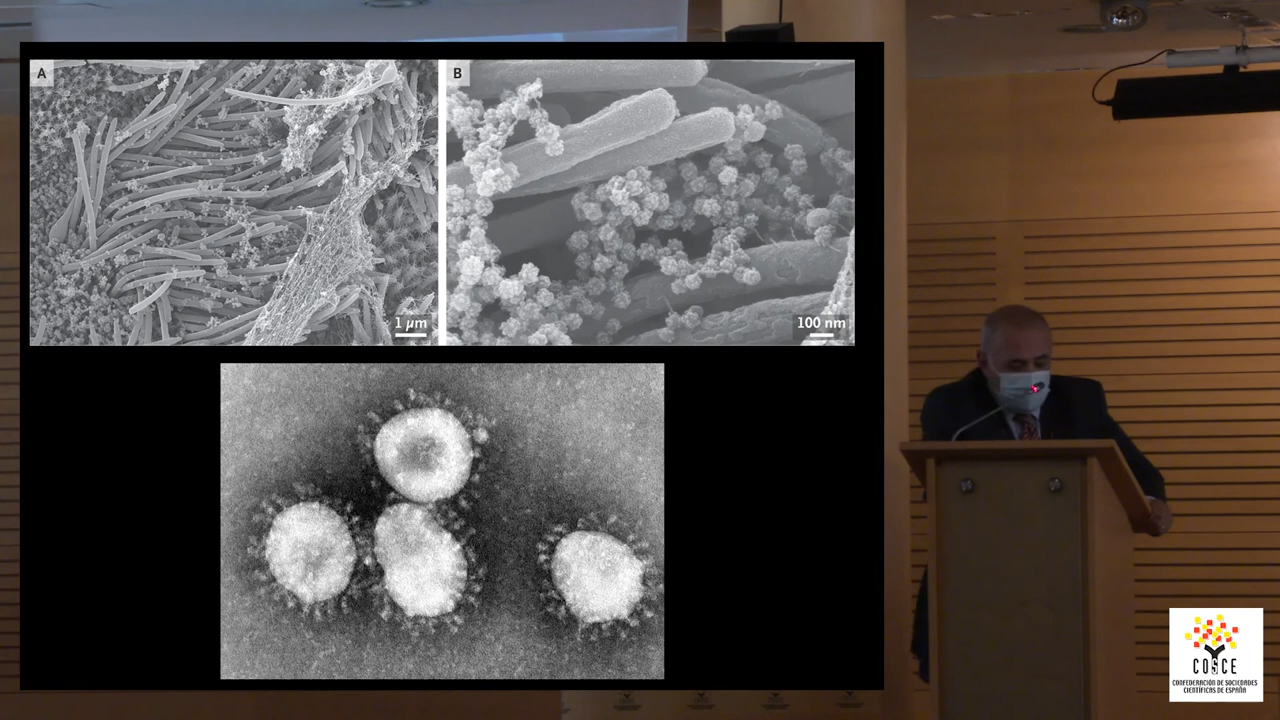 A
B
1 µm
100 nm
COSCE
CONFEDERACIÓN DE SOCIEDADES
CIENTÍFICAS DE ESPAÑA